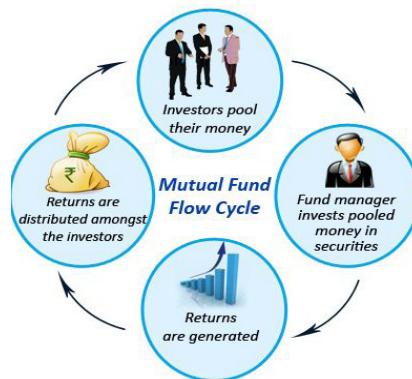 Investors pool
their money
Fund manager
invests pooled
money in
securities
Returns
are generated
₹
Returns are
distributed amongst
the investors
Mutual Fund
Flow Cycle